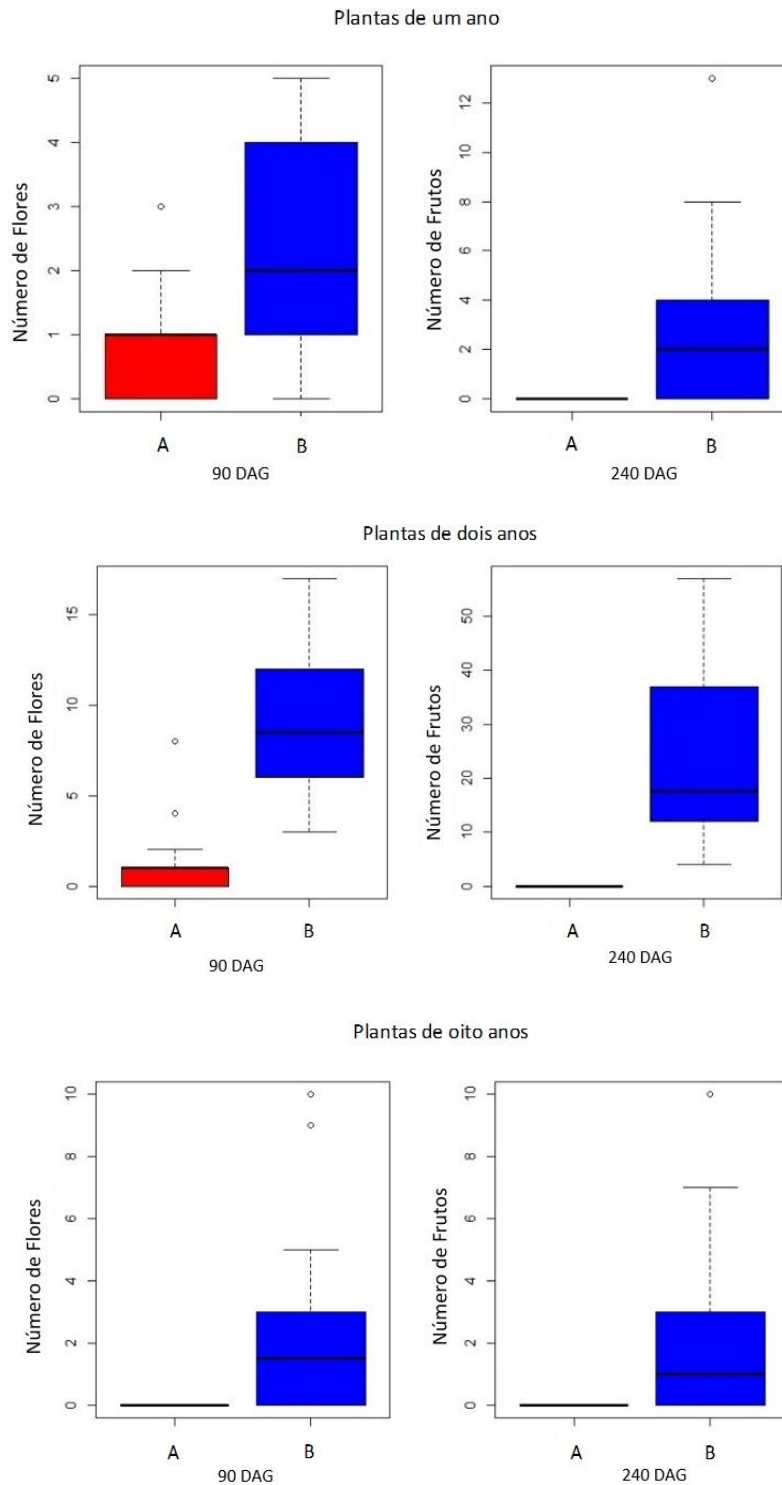 Plantas de um ano
Número de Flores
0 1 2 3 4 5
A B
90 DAG
Número de Frutos
0 2 4 6 8 10 12
A B
240 DAG
Plantas de dois anos
Número de Flores
0 5 10 15
A B
90 DAG
Número de Frutos
0 10 20 30 40 50
A B
240 DAG
Plantas de oito anos
Número de Flores
0 2 4 6 8 10
A B
90 DAG
Número de Frutos
0 2 4 6 8 10
A B
240 DAG